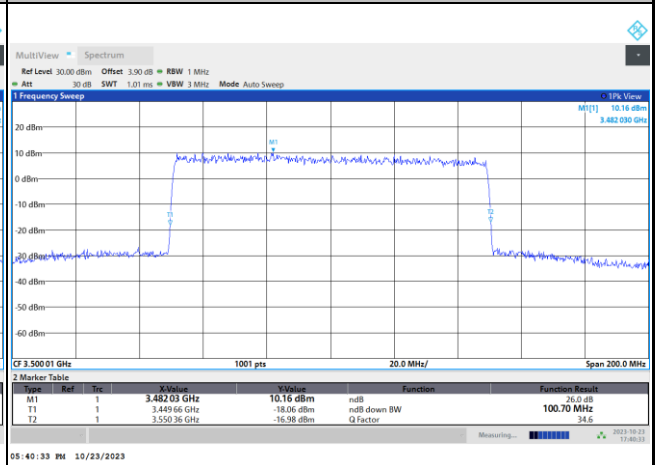 MultiView Spectrum
Ref Level 30.00 dBm Offset 3.90 dB RBW 1 MHz
Att 30 dB SWT 1.01 ms VBW 3 MHz Mode Auto Sweep
1 Frequency Sweep 1Pk View
M1[1] 10.16 dBm
3.482 030 GHz
20 dBm
M1
10 dBm
0 dBm
-10 dBm
T1 T2
-20 dBm
-30 dBm
-40 dBm
-50 dBm
-60 dBm
CF 3.500 01 GHz 1001 pts 20.0 MHz/ Span 200.0 MHz
2 Marker Table
Type Ref Trc X-Value Y-Value Function Function Result
M1 1 3.482 03 GHz 10.16 dBm ndB 26.0 dB
T1 1 3.449 66 GHz -18.06 dBm ndB down BW 100.70 MHz
T2 1 3.550 36 GHz -16.98 dBm Q Factor 34.6
Measuring... 2023-10-23
17:40:33
05:40:33 PM 10/23/2023